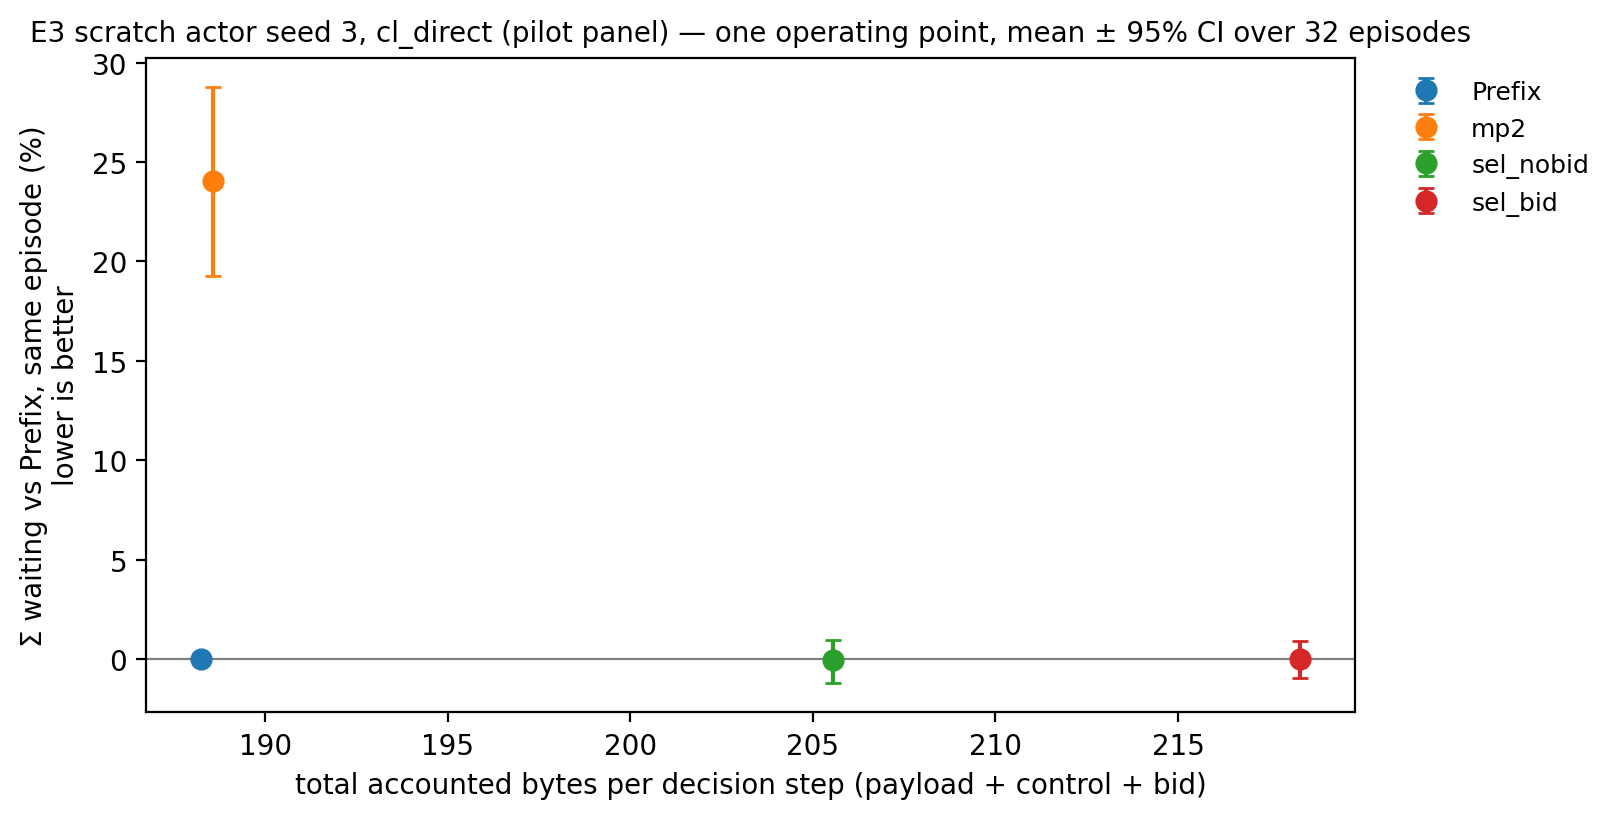 E3 scratch actor seed 3, cl_direct (pilot panel) — one operating point, mean ± 95% CI over 32 episodes
Σ waiting vs Prefix, same episode (%)
lower is better
30
25
20
15
10
5
0
190
195
200
205
210
215
total accounted bytes per decision step (payload + control + bid)
Prefix
mp2
sel_nobid
sel_bid